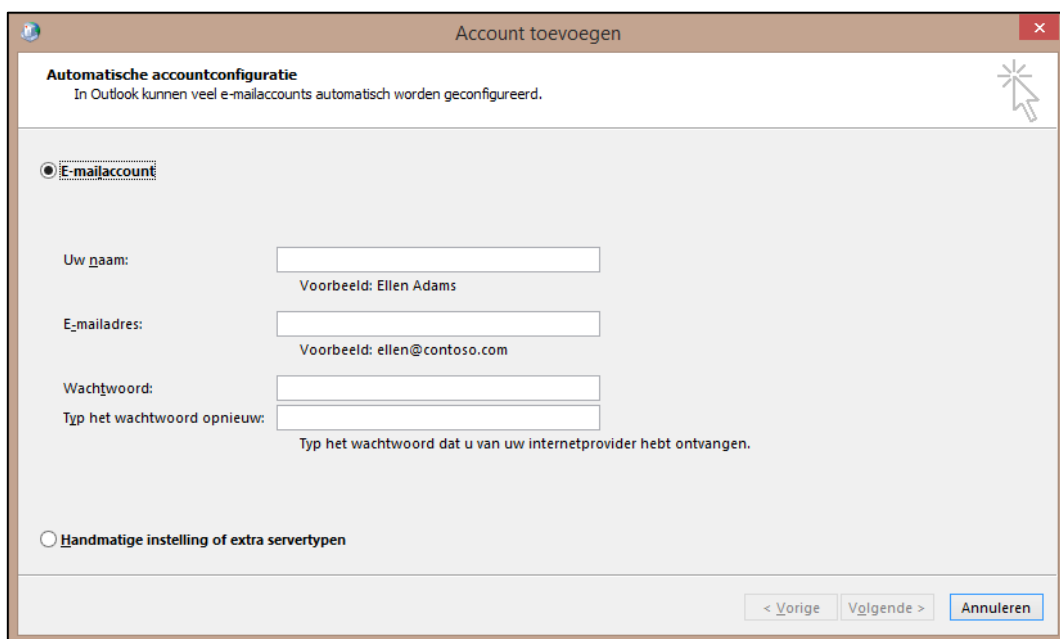 Account toevoegen
Automatische accountconfiguratie
In Outlook kunnen veel e-mailaccounts automatisch worden geconfigureerd.
E-mailaccount
Uw naam:
Voorbeeld: Ellen Adams
E-mailadres:
Voorbeeld: ellen@contoso.com
Wachtwoord:
Typ het wachtwoord opnieuw:
Typ het wachtwoord dat u van uw internetprovider hebt ontvangen.
Handmatige instelling of extra servertypen
< Vorige Volgende > Annuleren